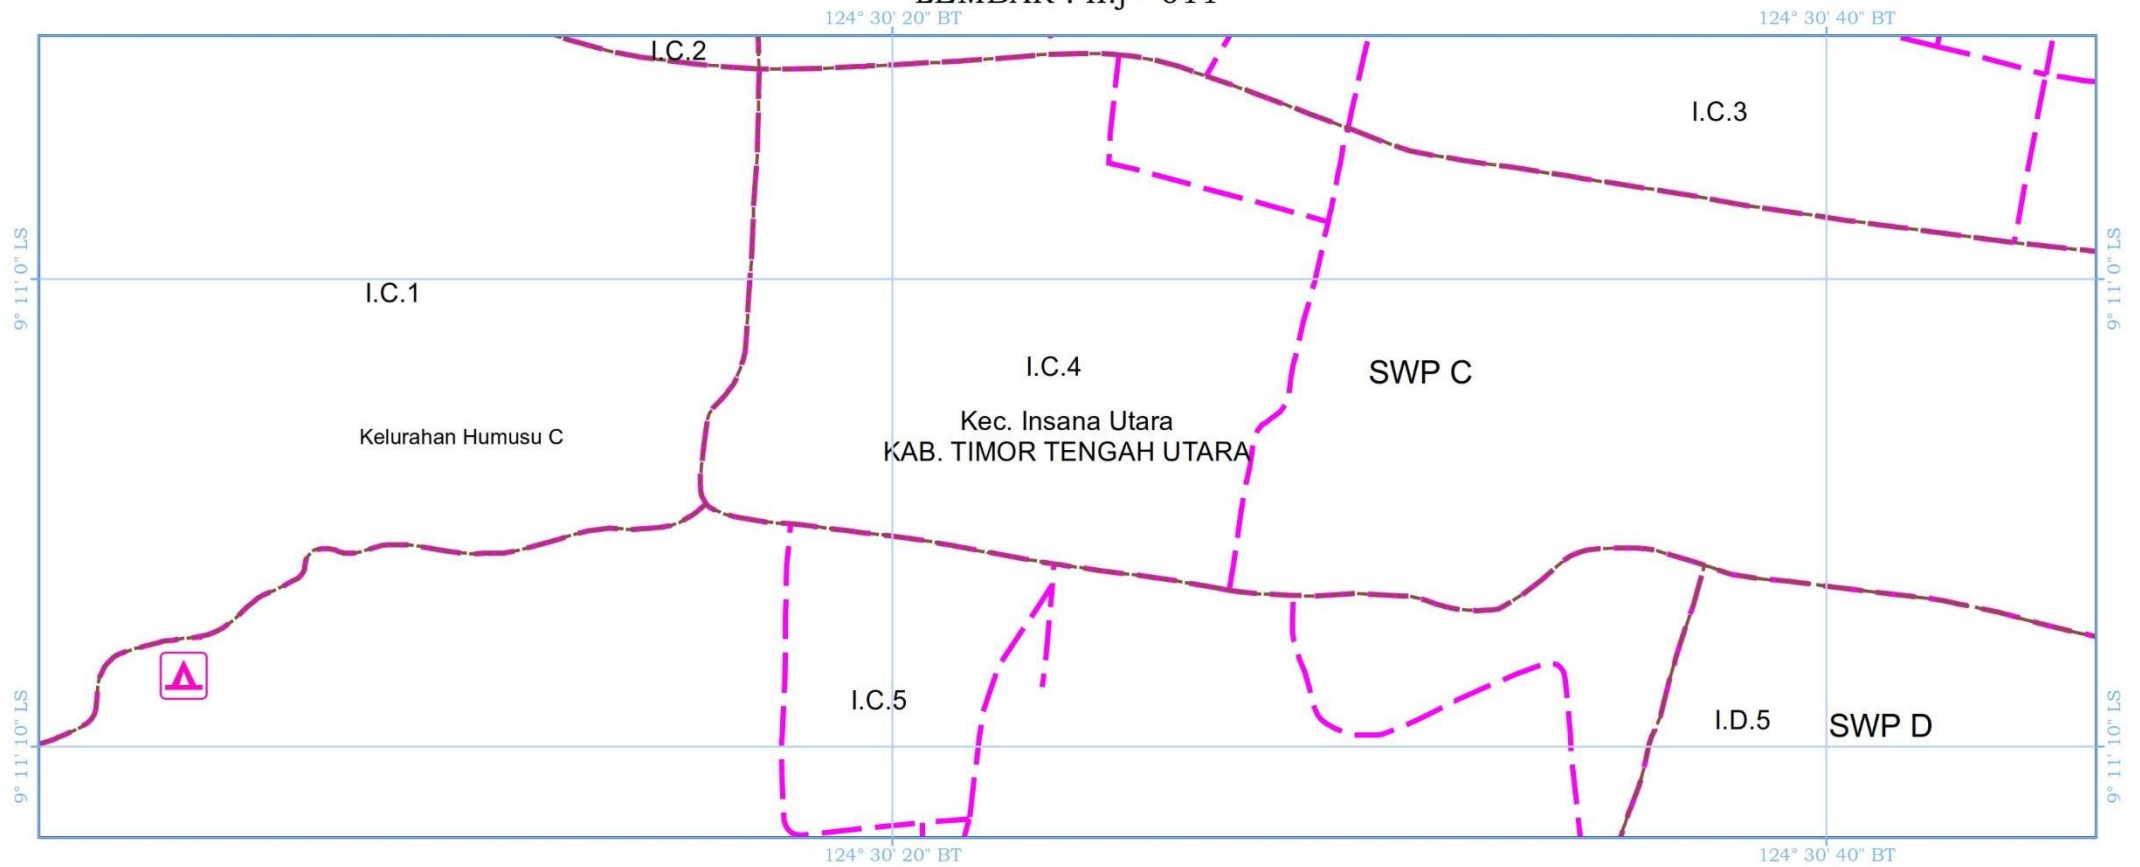 124° 30' 20" BT
124° 30' 40" BT
I.C.2
I.C.3
9° 11' 0" LS
9° 11' 0" LS
I.C.1
I.C.4
SWP C
Kec. Insana Utara
Kelurahan Humusu C
KAB. TIMOR TENGAH UTARA
I.C.5
I.D.5
SWP D
9° 11' 10" LS
9° 11' 10" LS
124° 30' 20" BT
124° 30' 40" BT